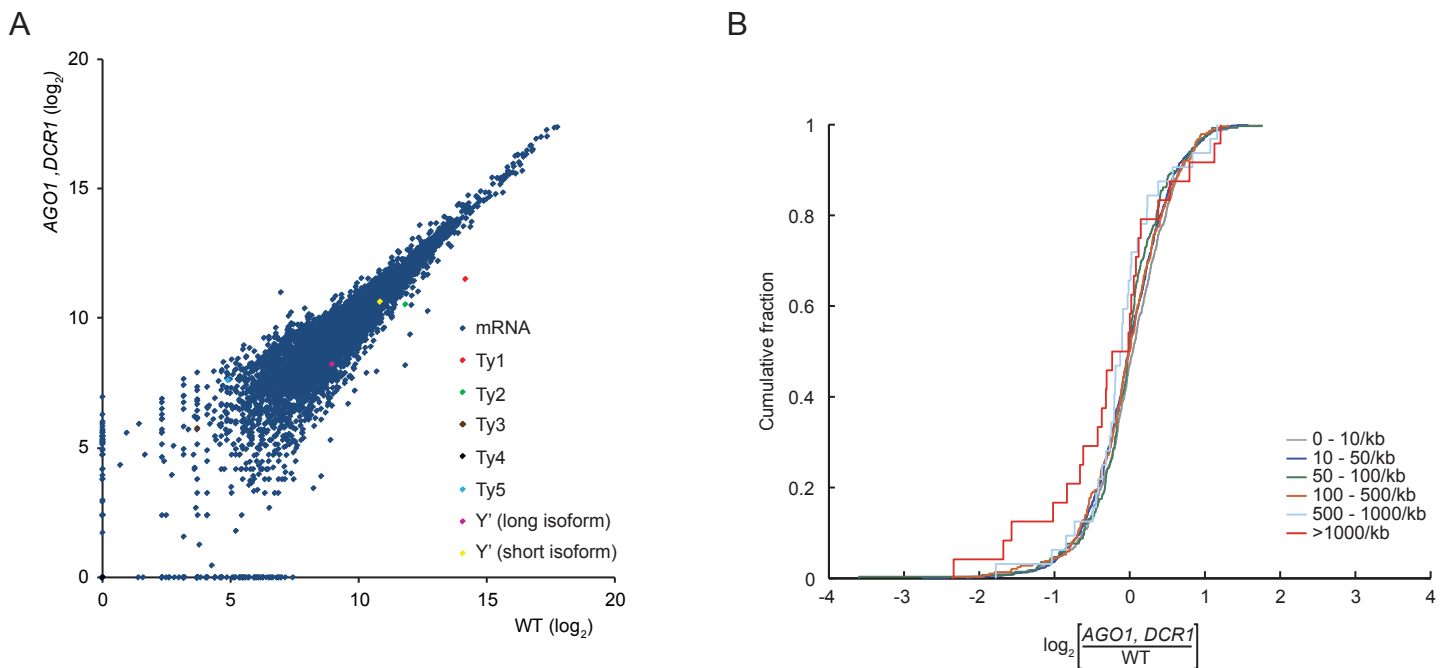 A
20
15
10
5
0
0
5
10
15
20
AGO1, DCR1 (log2)
WT (log2)
mRNA
Ty1
Ty2
Ty3
Ty4
Ty5
Y' (long isoform)
Y' (short isoform)
B
1
0.8
0.6
0.4
0.2
0
-4
-3
-2
-1
0
1
2
3
4
Cumulative fraction
0 - 10/kb
10 - 50/kb
50 - 100/kb
100 - 500/kb
500 - 1000/kb
>1000/kb
log2[AGO1, DCR1
WT]